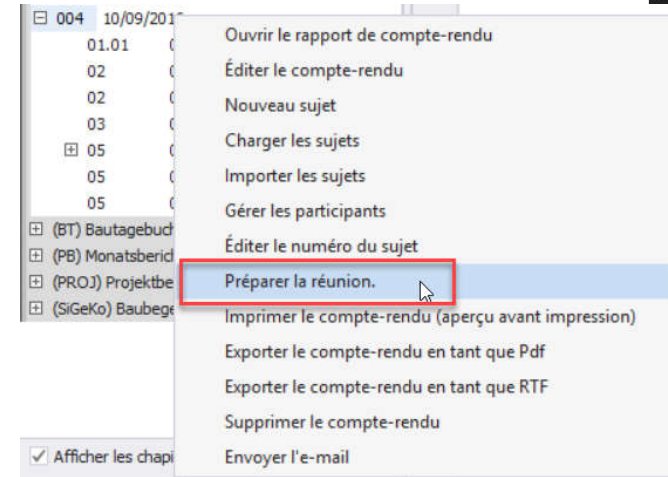 004 10/09/201
01.01
02
02
03
05
05
05
(BT) Bautagebuch
(PB) Monatsberich
(PROJ) Projektbe
(SiGeKo) Baubege
Afficher les chapi
Ouvrir le rapport de compte-rendu
Éditer le compte-rendu
Nouveau sujet
Charger les sujets
Importer les sujets
Gérer les participants
Éditer le numéro du sujet
Préparer la réunion.
Imprimer le compte-rendu (aperçu avant impression)
Exporter le compte-rendu en tant que Pdf
Exporter le compte-rendu en tant que RTF
Supprimer le compte-rendu
Envoyer l'e-mail